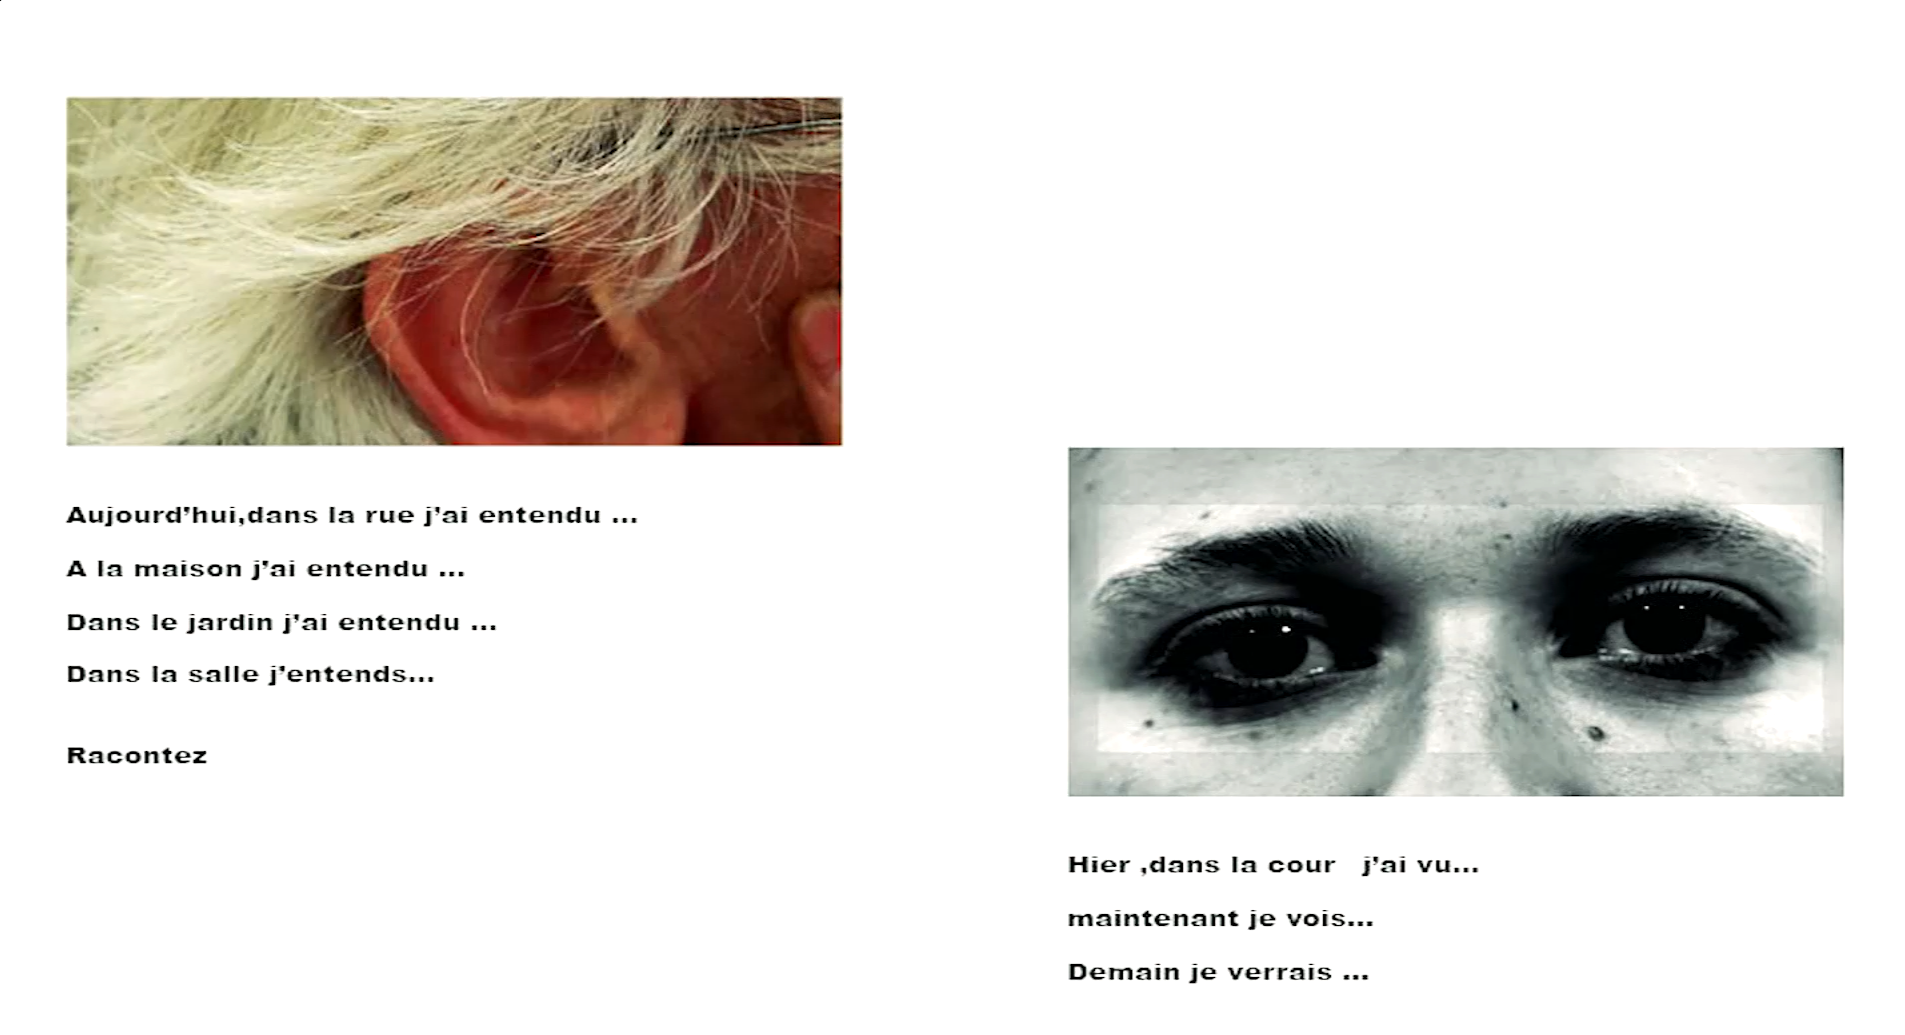 Aujourd'hui,dans la rue j'ai entendu ...
A la maison j'ai entendu ...
Dans le jardin j'ai entendu ...
Dans la salle j'entends...
Racontez
Hier ,dans la cour   j'ai vu...
maintenant je vois...
Demain je verrais ...